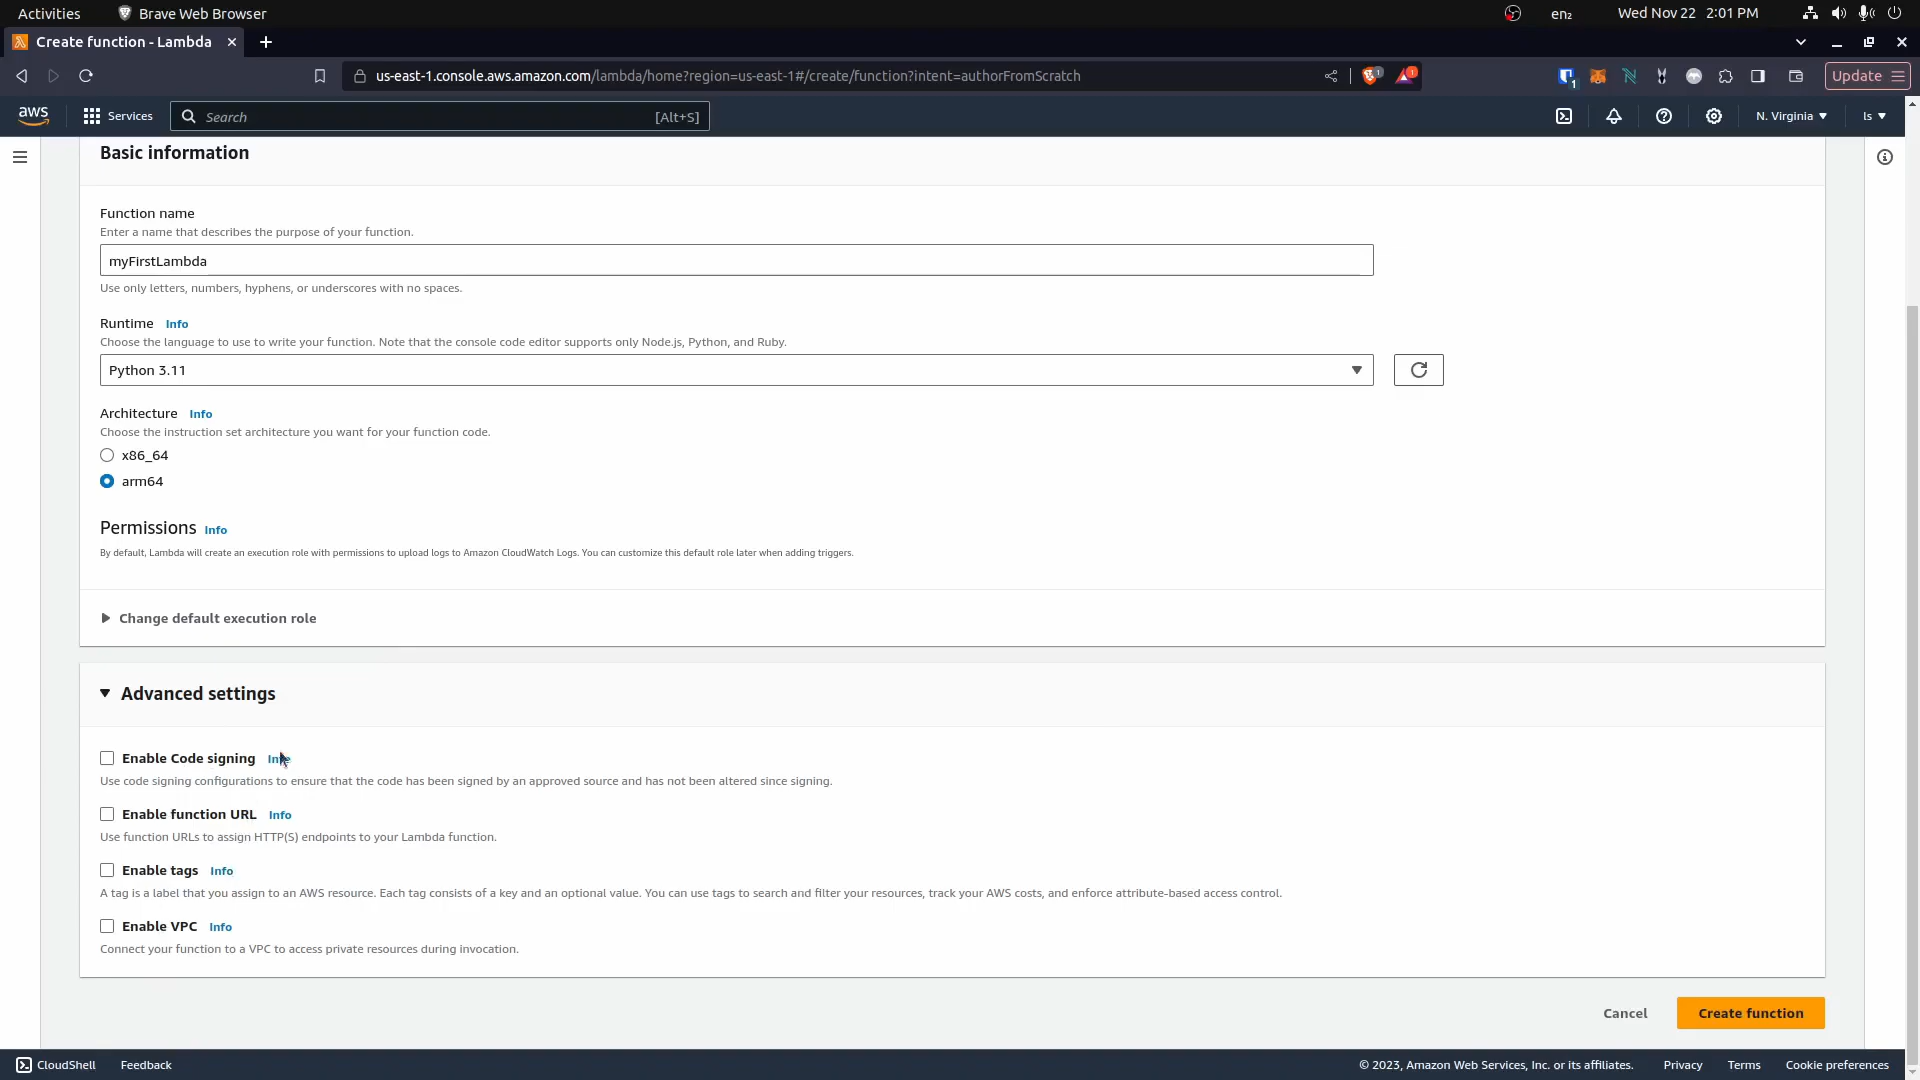 Activities
Brave Web Browser
en₂
Wed Nov 22 2:01 PM
Create function - Lambda
us-east-1.console.aws.amazon.com/lambda/home?region=us-east-1#/create/function?intent=authorFromScratch
1
1
1
Update
aws
Services
Search
[Alt+S]
N. Virginia
ls
Basic information
Function name
Enter a name that describes the purpose of your function.
myFirstLambda
Use only letters, numbers, hyphens, or underscores with no spaces.
Runtime Info
Choose the language to use to write your function. Note that the console code editor supports only Node.js, Python, and Ruby.
Python 3.11
Architecture Info
Choose the instruction set architecture you want for your function code.
x86_64
arm64
Permissions Info
By default, Lambda will create an execution role with permissions to upload logs to Amazon CloudWatch Logs. You can customize this default role later when adding triggers.
Change default execution role
Advanced settings
Enable Code signing Info
Use code signing configurations to ensure that the code has been signed by an approved source and has not been altered since signing.
Enable function URL Info
Use function URLs to assign HTTP(S) endpoints to your Lambda function.
Enable tags Info
A tag is a label that you assign to an AWS resource. Each tag consists of a key and an optional value. You can use tags to search and filter your resources, track your AWS costs, and enforce attribute-based access control.
Enable VPC Info
Connect your function to a VPC to access private resources during invocation.
Cancel
Create function
CloudShell
Feedback
© 2023, Amazon Web Services, Inc. or its affiliates.
Privacy
Terms
Cookie preferences